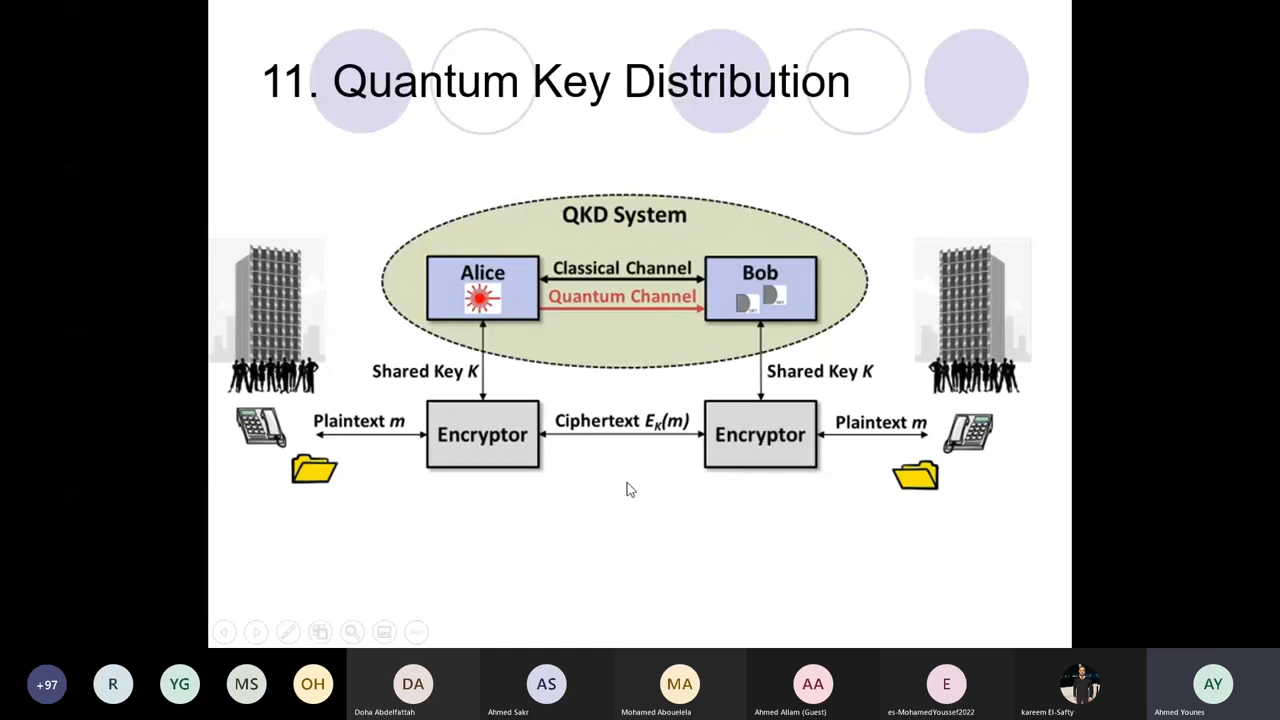 11. Quantum Key Distribution
QKD System
Alice
Classical Channel
Bob
Quantum Channel
Shared Key K
Shared Key K
Plaintext m
Encryptor
Ciphertext EK(m)
Encryptor
Plaintext m
+97
R
YG
MS
OH
DA
AS
MA
AA
E
AY
Doha Abdelfattah
Ahmed Sakr
Mohamed Abouelela
Ahmed Allam (Guest)
es-MohamedYoussef2022
kareem El-Safty
Ahmed Younes